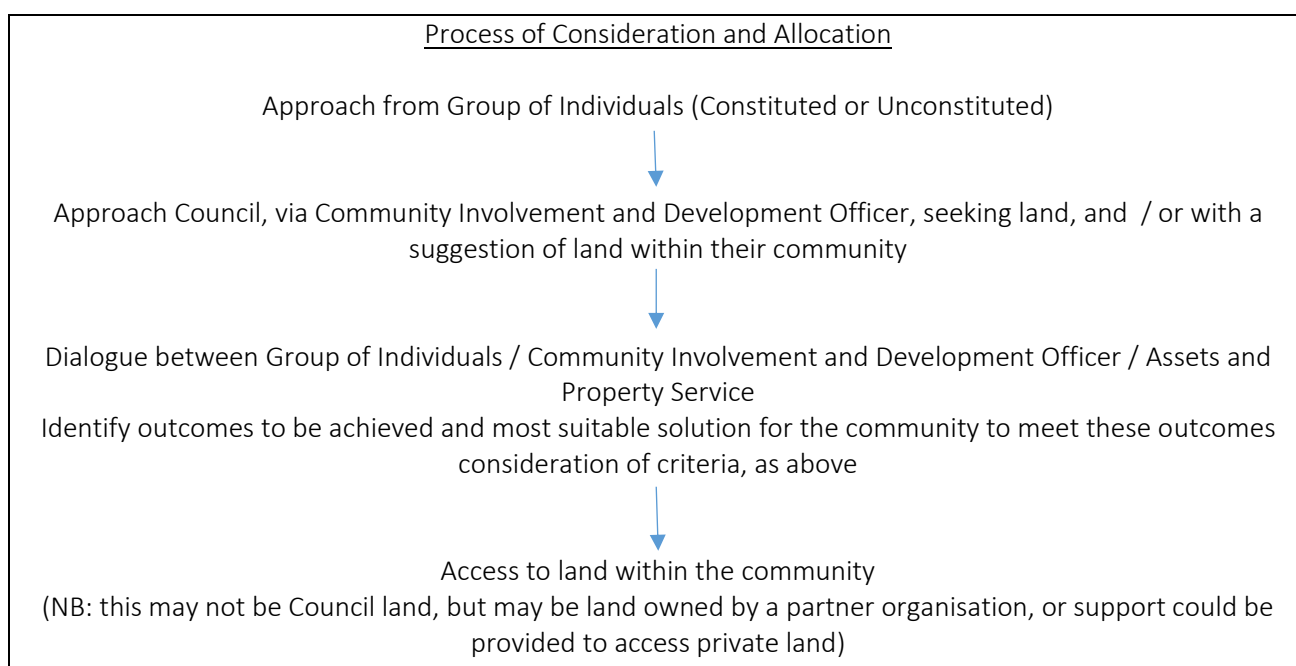 Process of Consideration and Allocation
Approach from Group of Individuals (Constituted or Unconstituted)
Approach Council, via Community Involvement and Development Officer, seeking land, and  / or with a
suggestion of land within their community
Dialogue between Group of Individuals / Community Involvement and Development Officer / Assets and
Property Service
Identify outcomes to be achieved and most suitable solution for the community to meet these outcomes
consideration of criteria, as above
Access to land within the community
(NB: this may not be Council land, but may be land owned by a partner organisation, or support could be
provided to access private land)